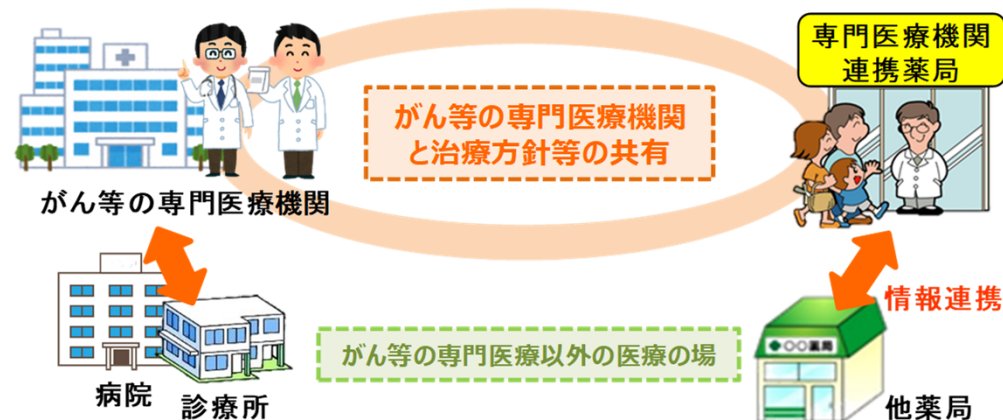 専門医療機関
連携薬局
がん等の専門医療機関
と治療方針等の共有
がん等の専門医療機関
情報連携
がん等の専門医療以外の医療の場
○○薬局
病院
診療所
他薬局